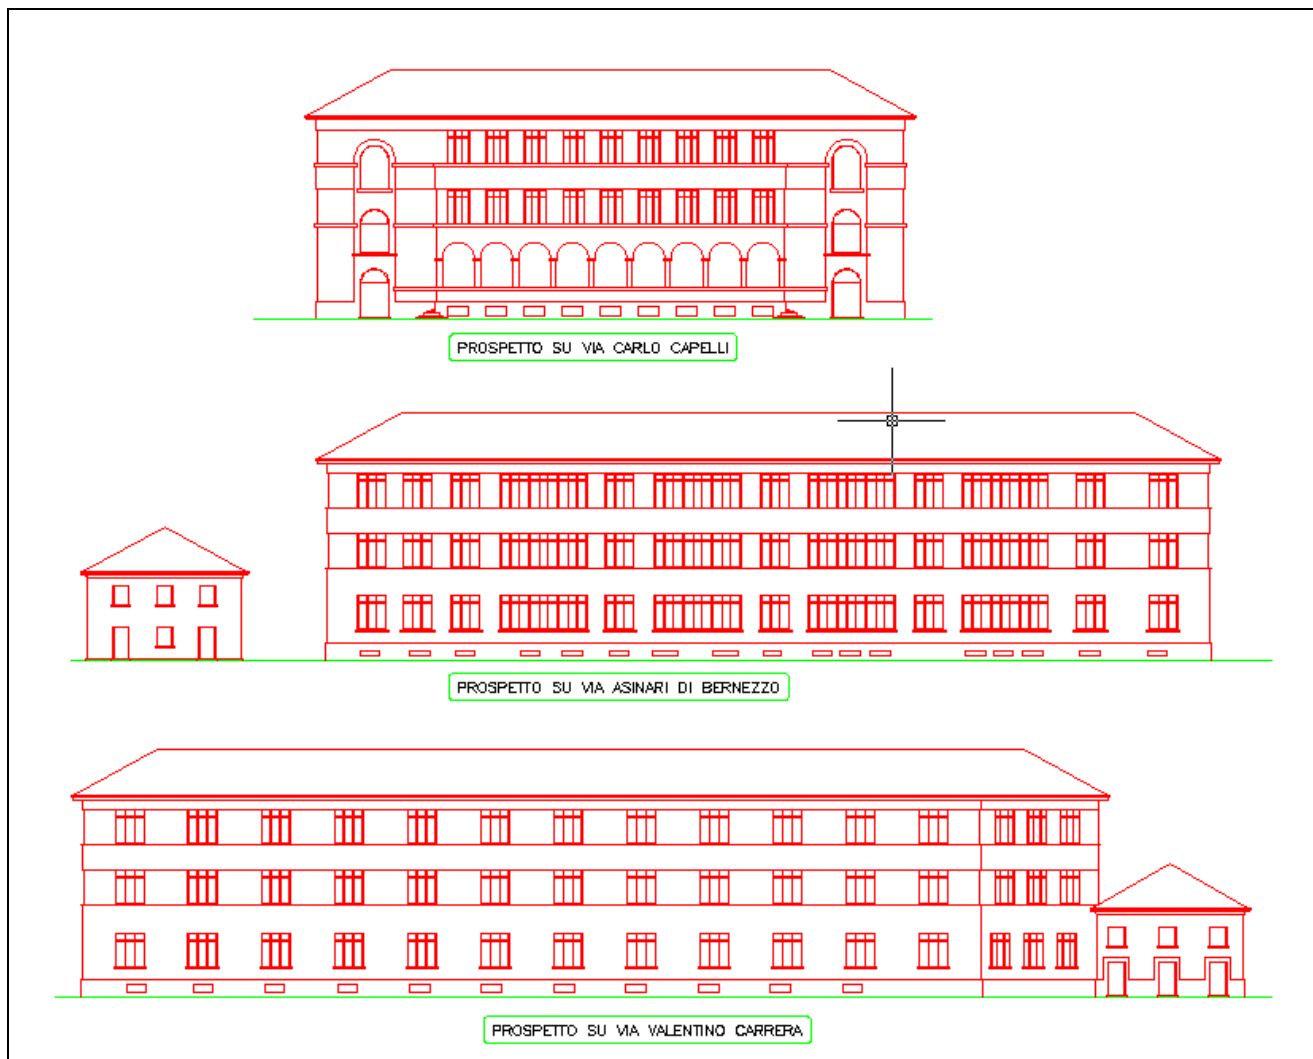 PROSPETTO SU VIA CARLO CAPELLI
PROSPETTO SU VIA ASINARI DI BERNEZZO
PROSPETTO SU VIA VALENTINO CARRERA